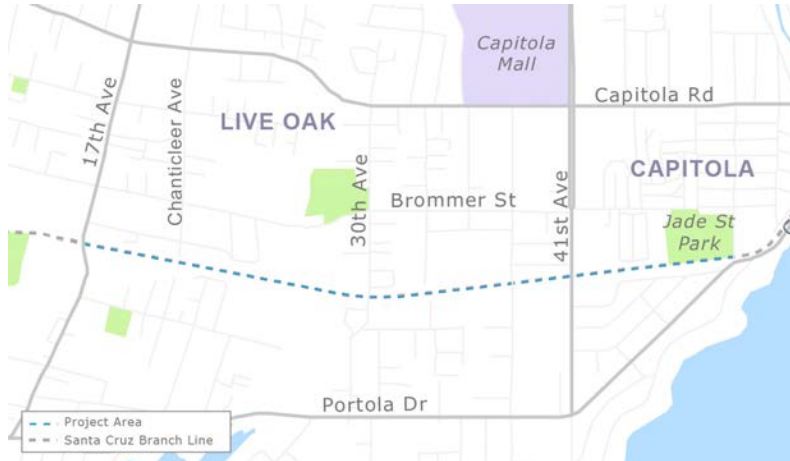 Capitola
Mall
Capitola Rd
17th Ave
Chanticleer Ave
LIVE OAK
30th Ave
41st Ave
CAPITOLA
Brommer St
Jade St
Park
Portola Dr
Project Area
Santa Cruz Branch Line